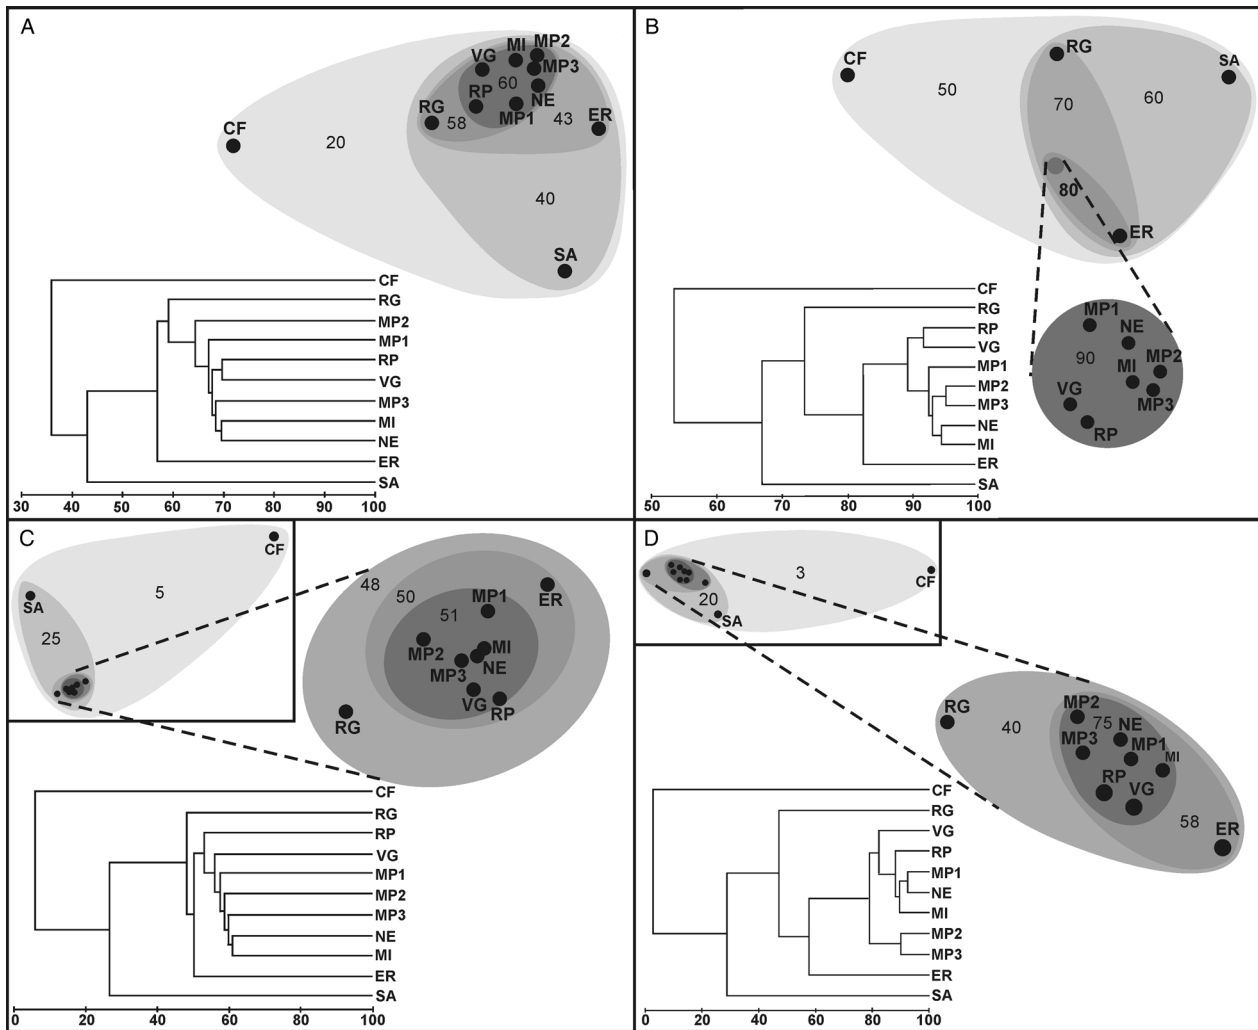 A
MI
MP2
VG
MP3
60
RP
NE
RG
MP1
58
43
ER
CF
20
40
SA
CF
RG
MP2
MP1
RP
VG
MP3
MI
NE
ER
SA
30 40 50 60 70 80 90 100
B
RG
CF
SA
50
70
60
80
ER
MP1
NE
90
MI
MP2
VG
MP3
RP
CF
RG
RP
VG
MP1
MP2
MP3
NE
MI
ER
SA
50 60 70 80 90 100
C
CF
5
SA
25
48
50
ER
51
MP1
MP2
MI
MP3
NE
VG
RP
RG
CF
RG
RP
VG
MP1
MP2
MP3
NE
MI
ER
SA
0 20 40 60 80 100
D
3
CF
20
SA
RG
MP2
75
NE
40
MP3
MP1
MI
RP
VG
58
ER
CF
RG
VG
RP
MP1
NE
MI
MP2
MP3
ER
SA
0 20 40 60 80 100